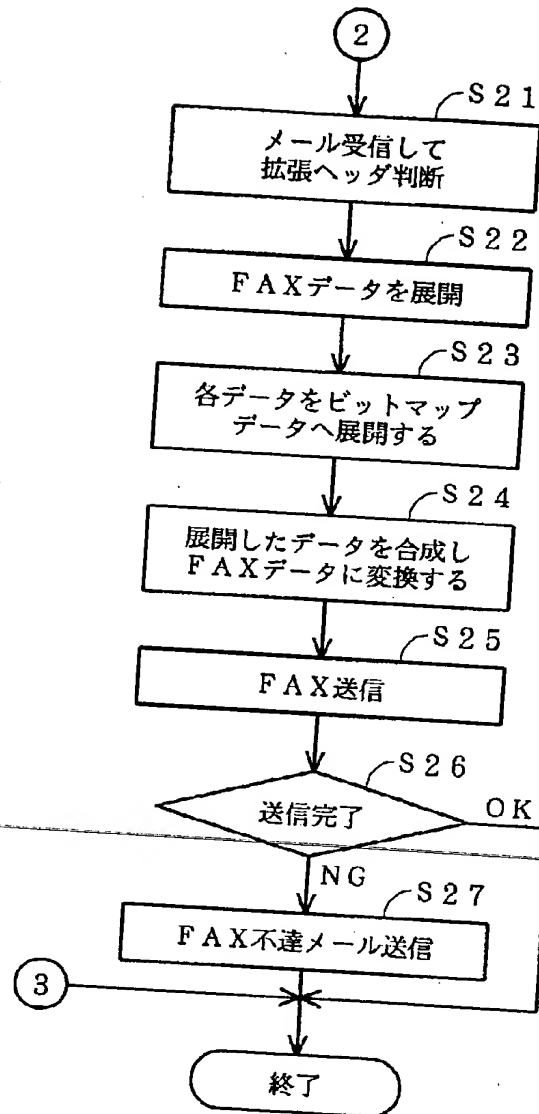 2
S21
メール受信して
拡張ヘッダ判断
S22
FAXデータを展開
S23
各データをビットマップ
データへ展開する
S24
展開したデータを合成し
FAXデータに変換する
S25
FAX送信
S26
送信完了
OK
NG
S27
FAX不達メール送信
3
終了